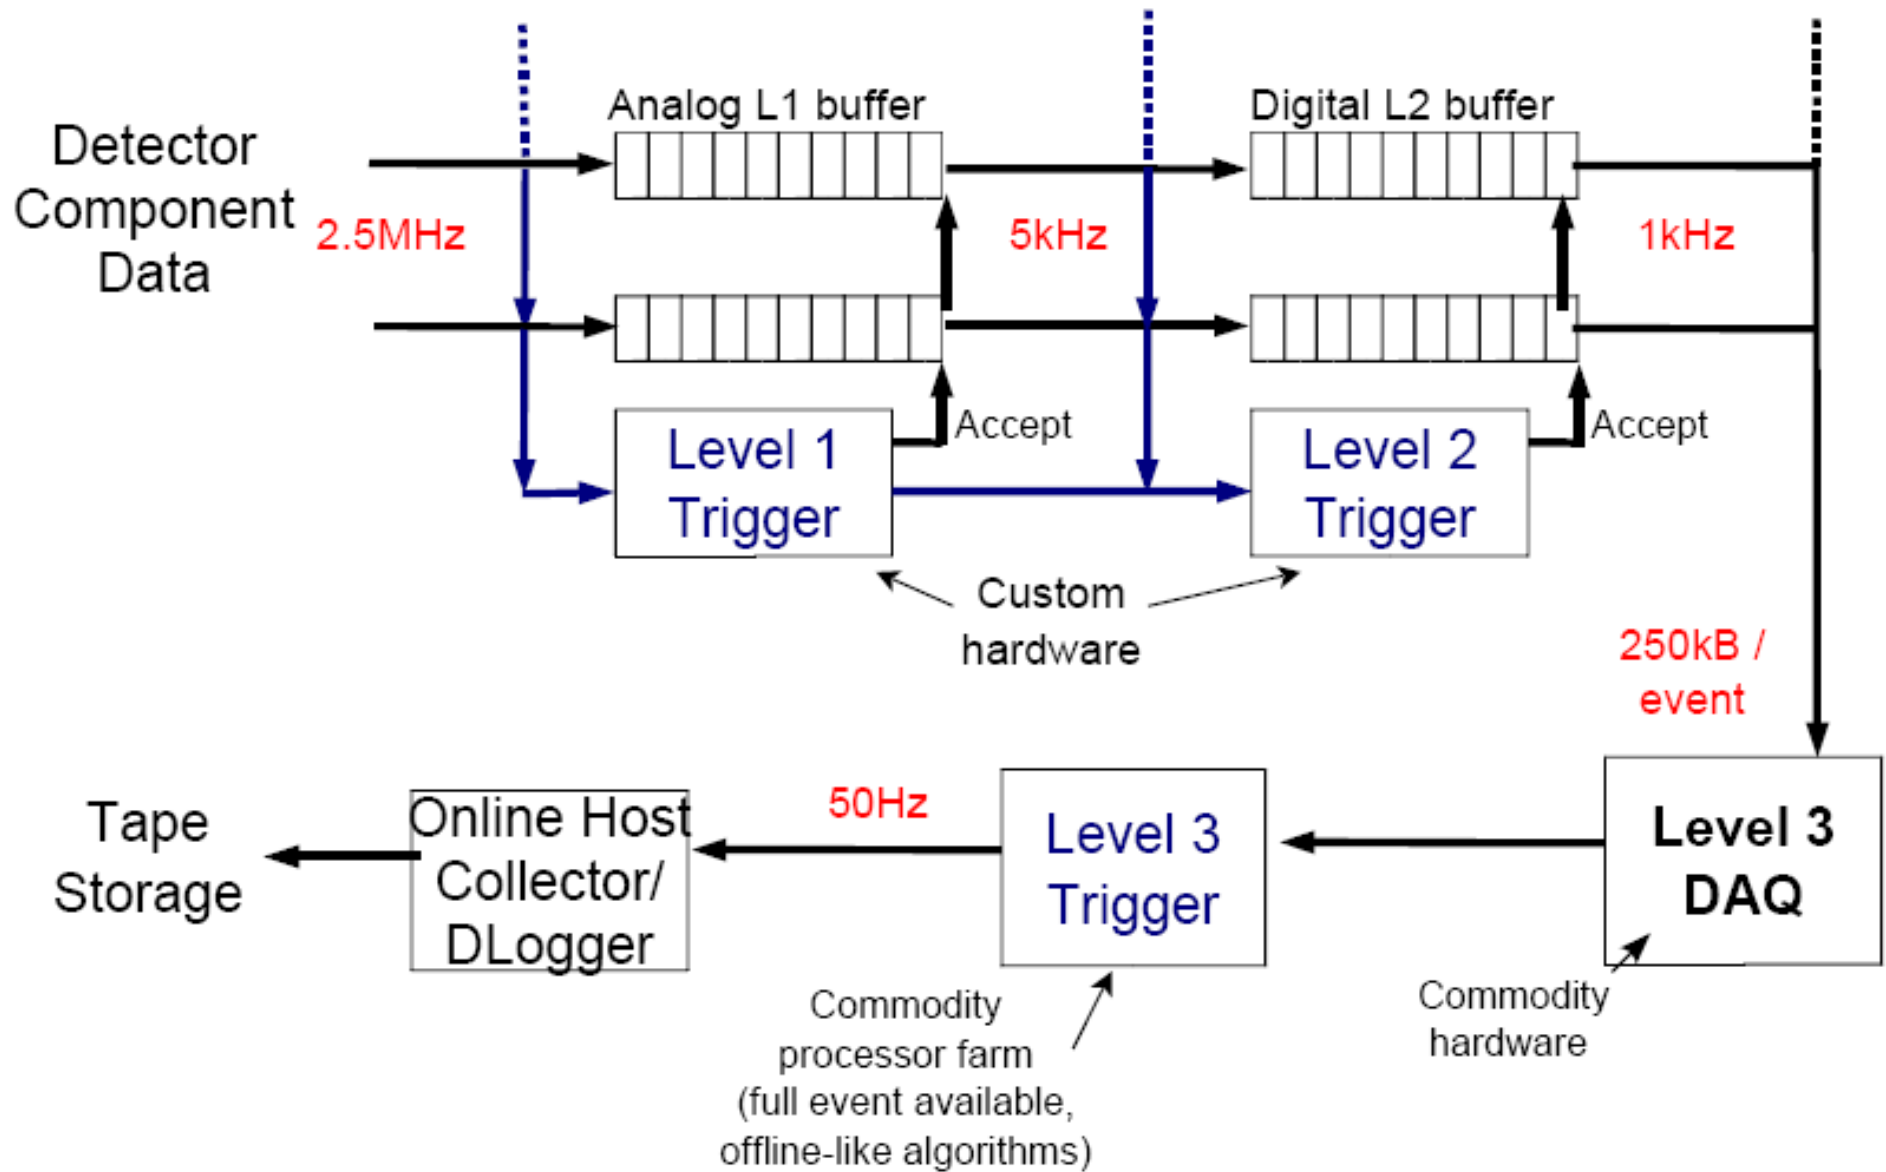 Analog L1 buffer
Digital L2 buffer
Detector
Component
Data
2.5MHz
5kHz
1kHz
Accept
Accept
Level 1
Trigger
Level 2
Trigger
Custom
hardware
250kB /
event
Tape
Storage
Online Host
Collector/
DLogger
50Hz
Level 3
Trigger
Level 3
DAQ
Commodity
processor farm
(full event available,
offline-like algorithms)
Commodity
hardware